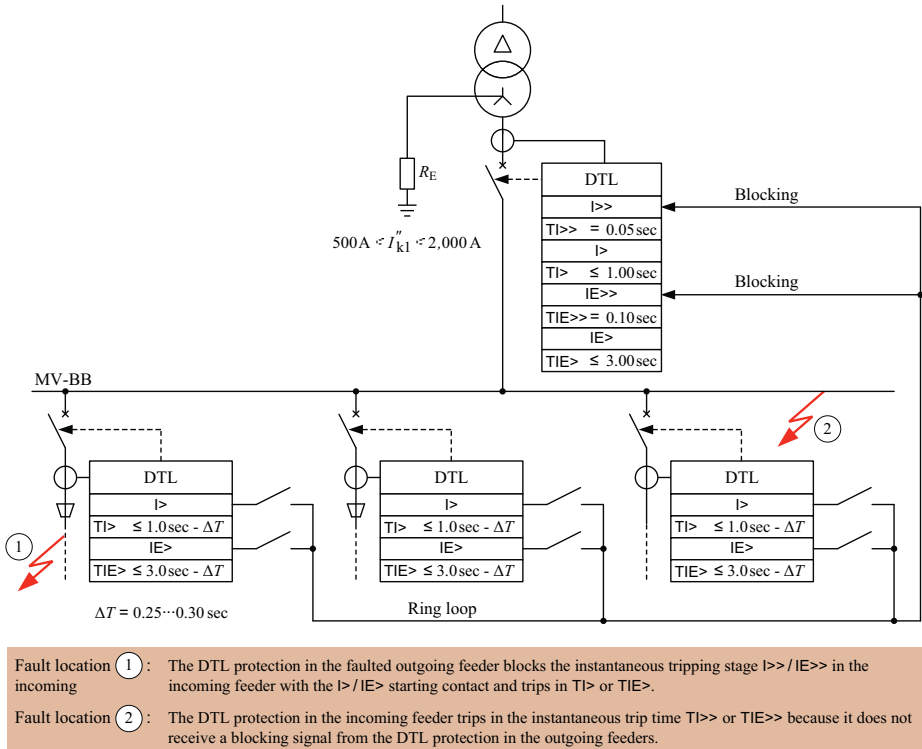 R_E
500A < I"k1 < 2,000 A
DTL
I>>
TI>> = 0.05 sec
I>
TI> ≤ 1.00 sec
IE>>
TIE>> = 0.10 sec
IE>
TIE> ≤ 3.00 sec
Blocking
Blocking
MV-BB
2
DTL
I>
TI> ≤ 1.0 sec - ΔT
IE>
TIE> ≤ 3.0 sec - ΔT
DTL
I>
TI> ≤ 1.0 sec - ΔT
IE>
TIE> ≤ 3.0 sec - ΔT
DTL
I>
TI> ≤ 1.0 sec - ΔT
IE>
TIE> ≤ 3.0 sec - ΔT
1
ΔT = 0.25···0.30 sec
Ring loop
Fault location 1 : The DTL protection in the faulted outgoing feeder blocks the instantaneous tripping stage I>> / IE>> in the
incoming incoming feeder with the I> / IE> starting contact and trips in TI> or TIE>.
Fault location 2 : The DTL protection in the incoming feeder trips in the instantaneous trip time TI>> or TIE>> because it does not
receive a blocking signal from the DTL protection in the outgoing feeders.